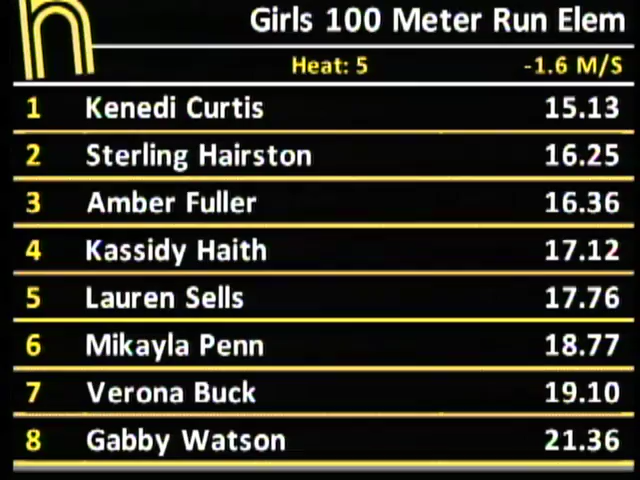 Girls 100 Meter Run Elem
Heat: 5 -1.6 M/S
1 Kenedi Curtis 15.13
2 Sterling Hairston 16.25
3 Amber Fuller 16.36
4 Kassidy Haith 17.12
5 Lauren Sells 17.76
6 Mikayla Penn 18.77
7 Verona Buck 19.10
8 Gabby Watson 21.36